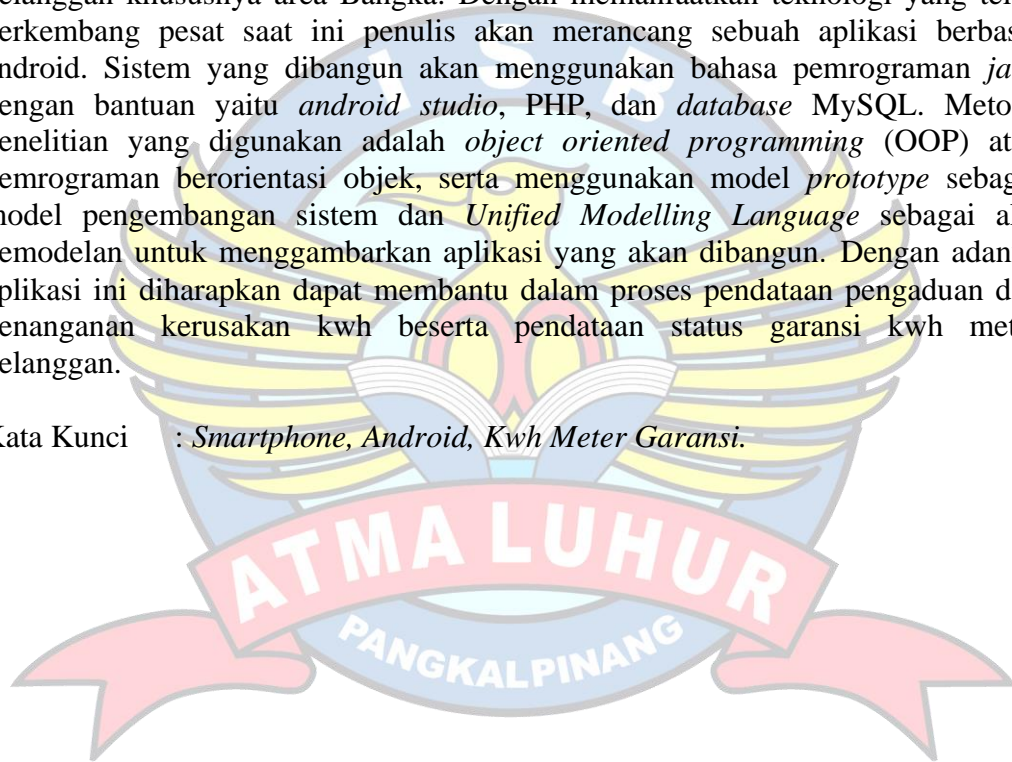 elanggan khususnya area Bangka. Dengan memanfaatkan teknologi yang tel
erkembang pesat saat ini penulis akan merancang sebuah aplikasi berbas
ndroid. Sistem yang dibangun akan menggunakan bahasa pemrograman ja
engan bantuan yaitu android studio, PHP, dan database MySQL. Meto
enelitian yang digunakan adalah object oriented programming (OOP) at
emrograman berorientasi objek, serta menggunakan model prototype sebag
model pengembangan sistem dan Unified Modelling Language sebagai al
emodelan untuk menggambarkan aplikasi yang akan dibangun. Dengan adan
plikasi ini diharapkan dapat membantu dalam proses pendataan pengaduan d
enanganan kerusakan kwh beserta pendataan status garansi kwh met
elanggan.
Kata Kunci : Smartphone, Android, Kwh Meter Garansi.
I S B
ATMA LUHUR
PANGKALPINANG